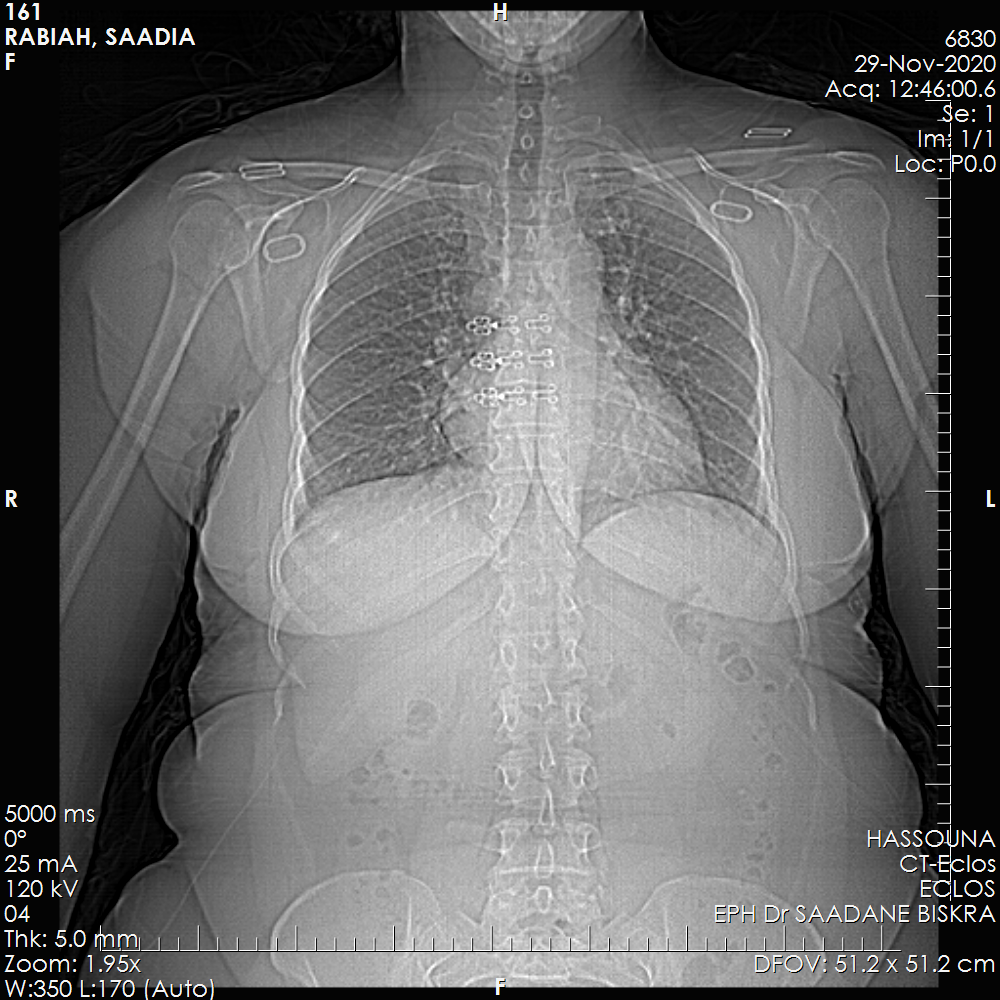 161
RABIAH, SAADIA
F
H
6830
29-Nov-2020
Acq: 12:46:00.6
Se: 1
Im: 1/1
Loc: P0.0
R
L
5000 ms
0°
25 mA
120 kV
04
Thk: 5.0 mm
Zoom: 1.95x
W:350 L:170 (Auto)
F
HASSOUNA
CT-Eclos
ECLOS
EPH Dr SAADANE BISKRA
DFOV: 51.2 x 51.2 cm